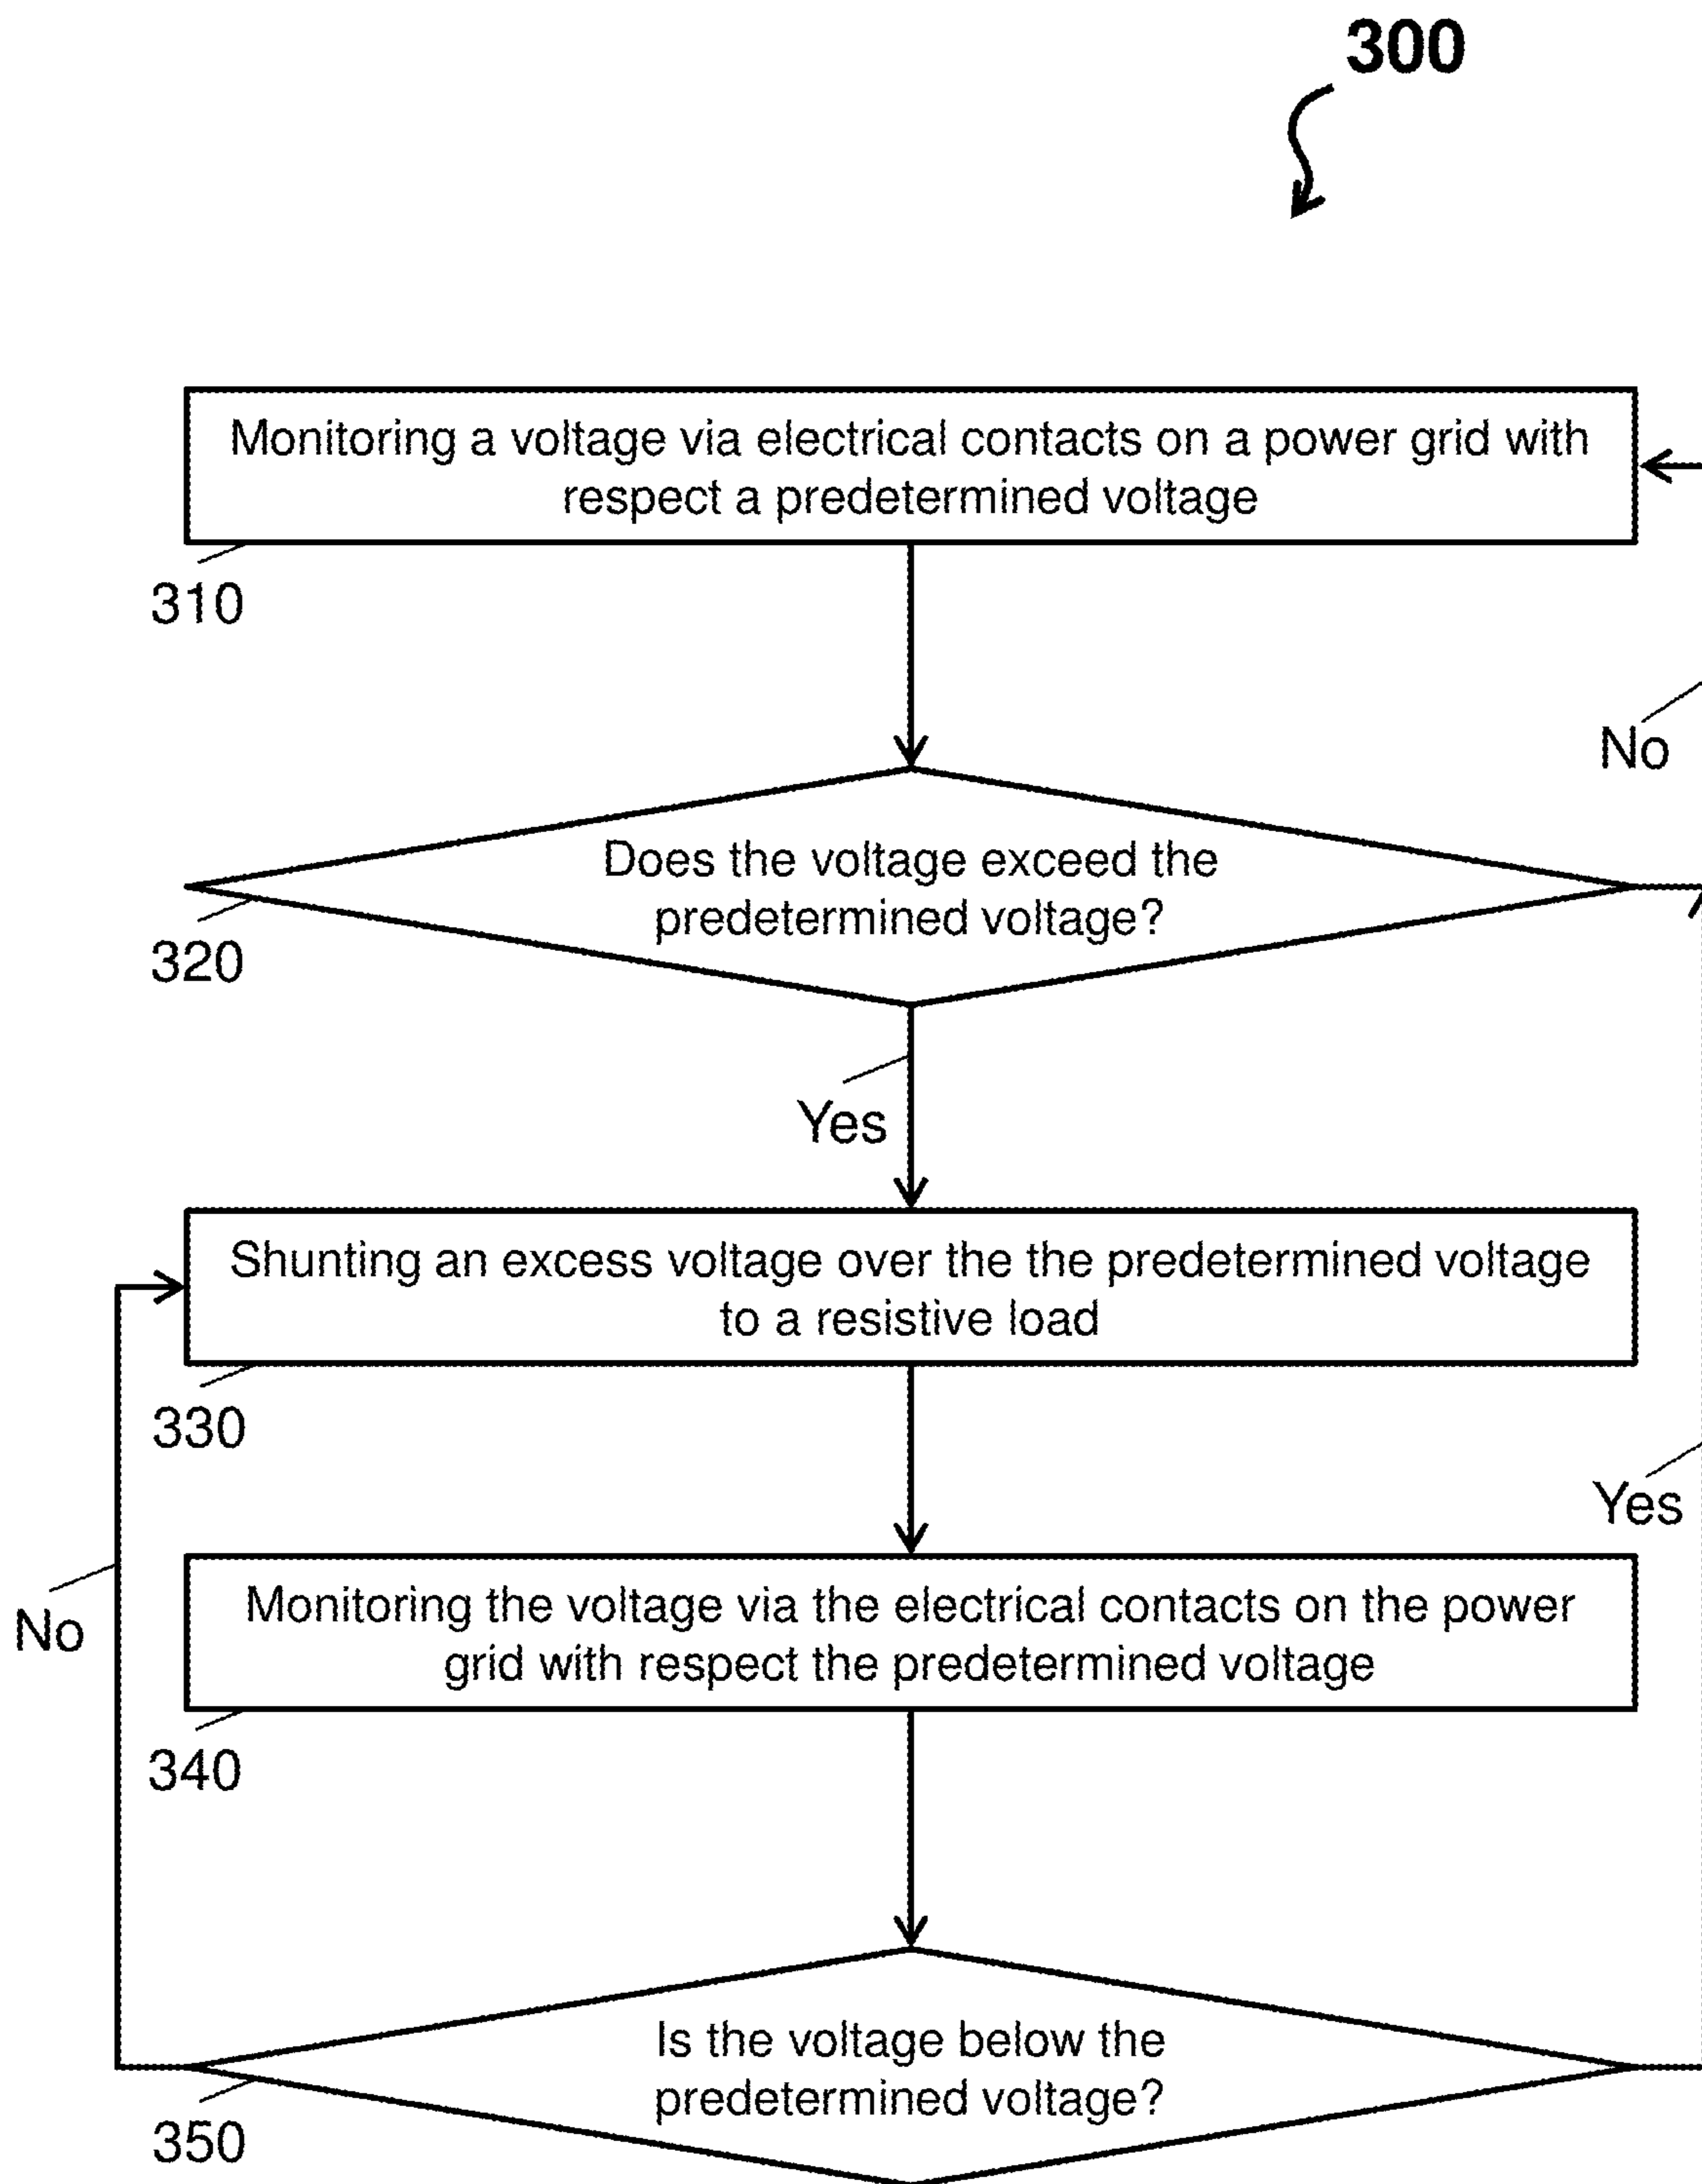 300
Monitoring a voltage via electrical contacts on a power grid with
respect a predetermined voltage
310
No
Does the voltage exceed the
predetermined voltage?
320
Yes
Shunting an excess voltage over the the predetermined voltage
to a resistive load
330
Yes
Monitoring the voltage via the electrical contacts on the power
grid with respect the predetermined voltage
No
340
Is the voltage below the
predetermined voltage?
350